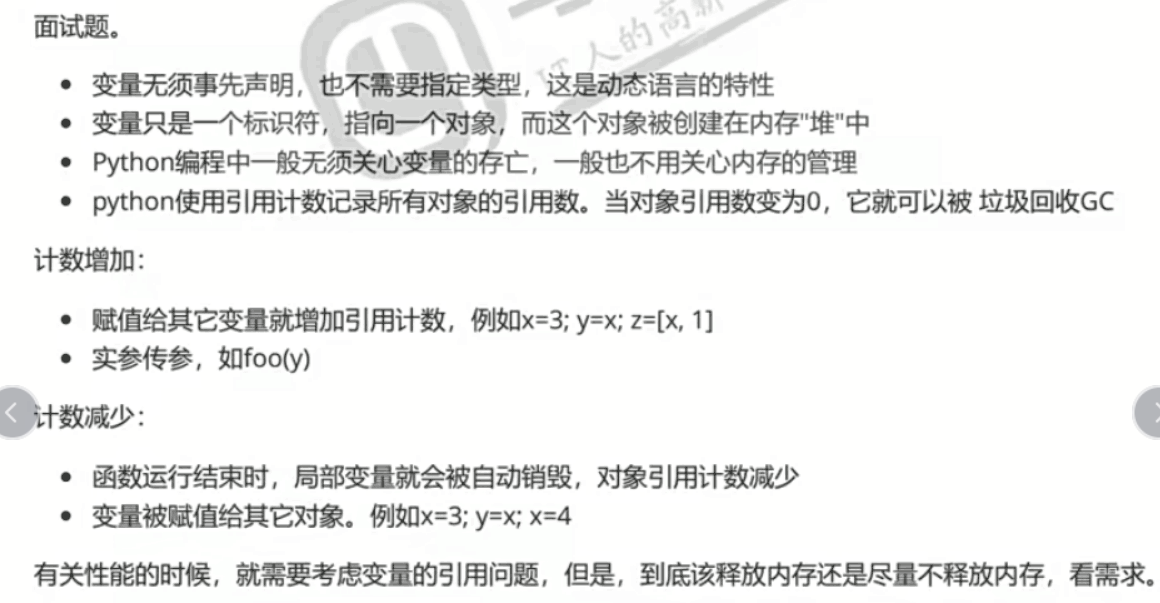 面试题。
IT人的高新
• 变量无须事先声明，也不需要指定类型，这是动态语言的特性
• 变量只是一个标识符，指向一个对象，而这个对象被创建在内存"堆"中
• Python编程中一般无须关心变量的存亡，一般也不用关心内存的管理
• python使用引用计数记录所有对象的引用数。当对象引用数变为0，它就可以被 垃圾回收GC
计数增加：
• 赋值给其它变量就增加引用计数，例如x=3; y=x; z=[x, 1]
• 实参传参，如foo(y)
计数减少：
• 函数运行结束时，局部变量就会被自动销毁，对象引用计数减少
• 变量被赋值给其它对象。例如x=3; y=x; x=4
有关性能的时候，就需要考虑变量的引用问题，但是，到底该释放内存还是尽量不释放内存，看需求。